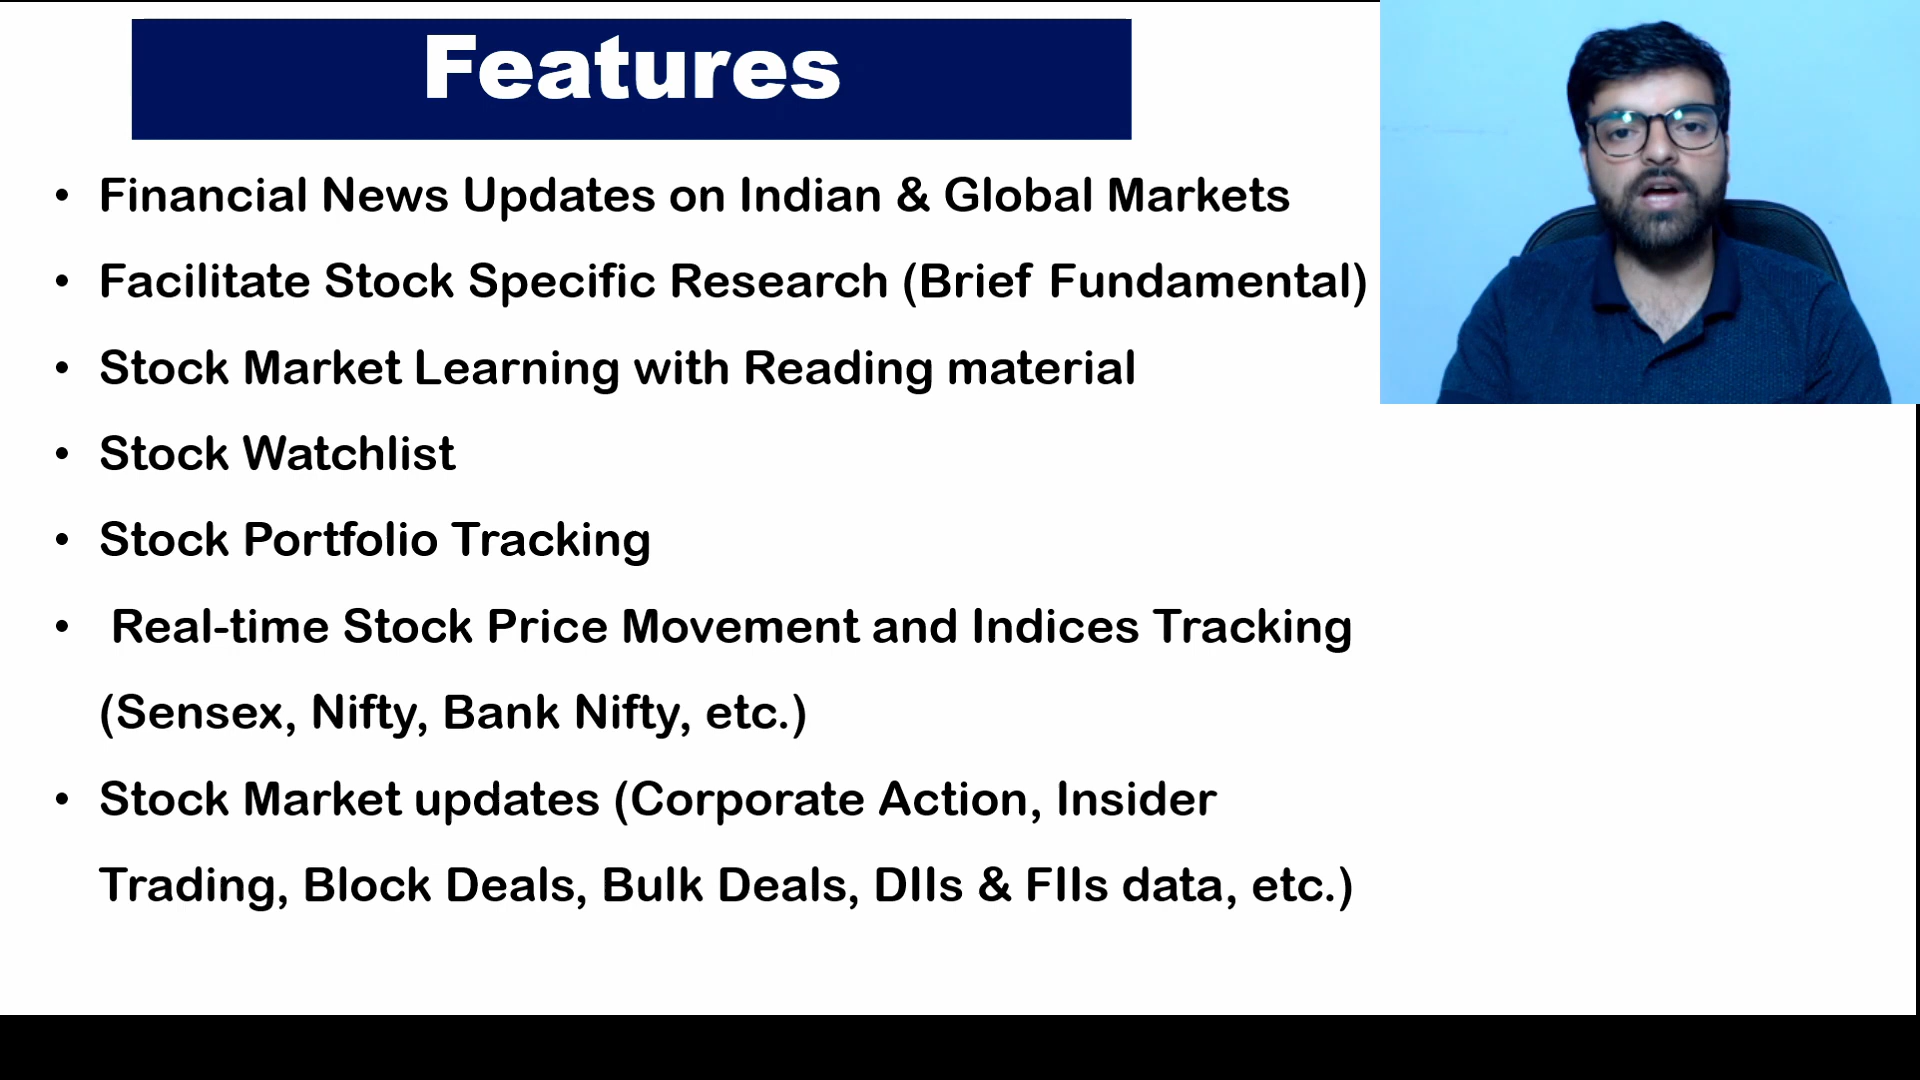 Features
• Financial News Updates on Indian & Global Markets
• Facilitate Stock Specific Research (Brief Fundamental)
• Stock Market Learning with Reading material
• Stock Watchlist
• Stock Portfolio Tracking
• Real-time Stock Price Movement and Indices Tracking
(Sensex, Nifty, Bank Nifty, etc.)
• Stock Market updates (Corporate Action, Insider
Trading, Block Deals, Bulk Deals, DIIs & FIIs data, etc.)